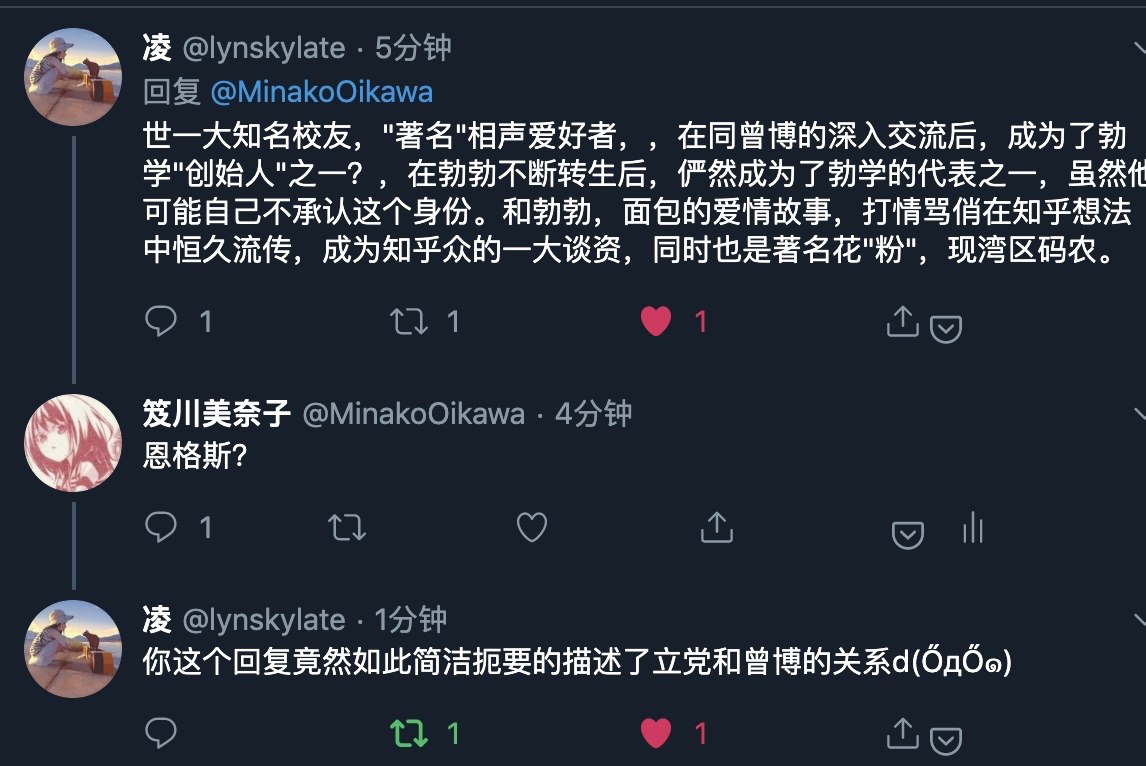 凌 @lynskylate · 5分钟
回复 @MinakoOikawa
世一大知名校友，"著名"相声爱好者，，在同曾博的深入交流后，成为了勃
学"创始人"之一？，在勃勃不断转生后，俨然成为了勃学的代表之一，虽然他
可能自己不承认这个身份。和勃勃，面包的爱情故事，打情骂俏在知乎想法
中恒久流传，成为知乎众的一大谈资，同时也是著名花"粉"，现湾区码农。
1 1 1
笈川美奈子 @MinakoOikawa · 4分钟
恩格斯？
1
凌 @lynskylate · 1分钟
你这个回复竟然如此简洁扼要的描述了立党和曾博的关系d(ŐдŐ๑)
1 1